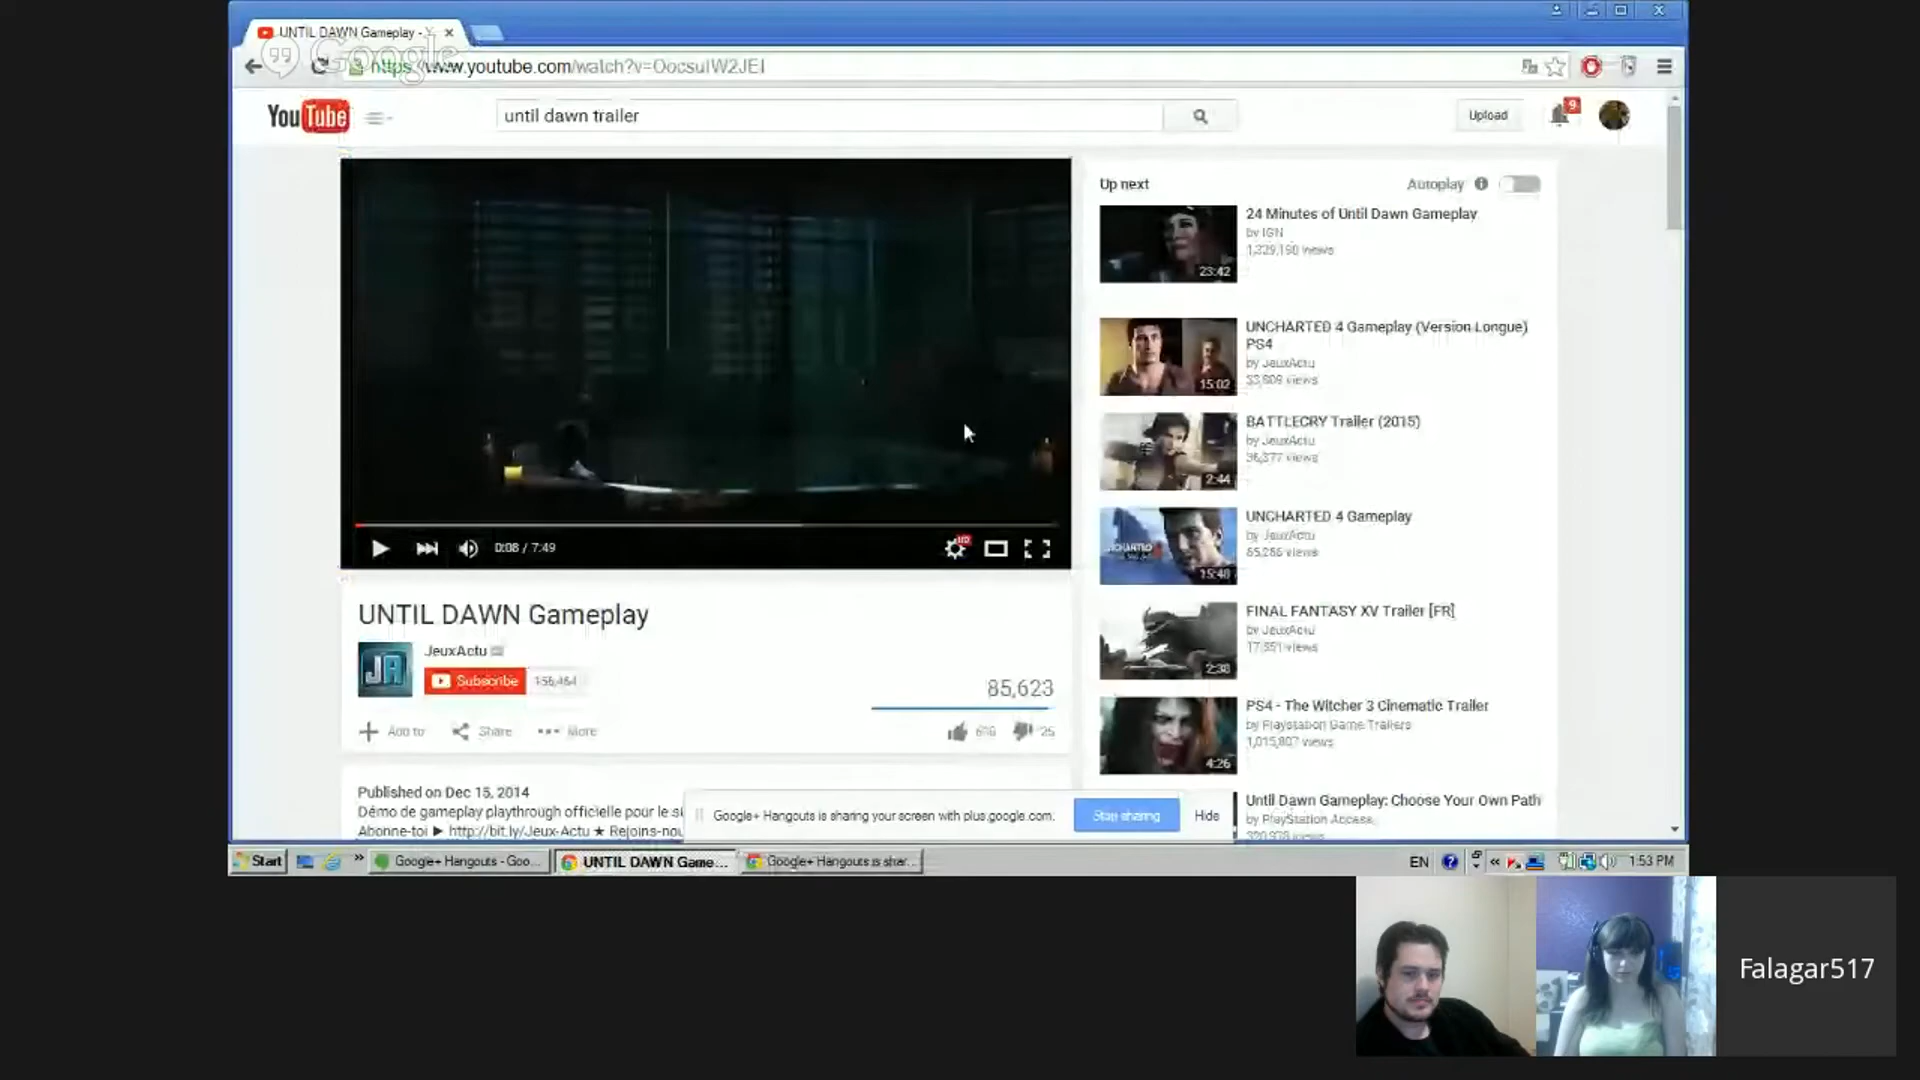 UNTIL DAWN Gameplay -
Google
https://www.youtube.com/watch?v=OocsuIW2JEI
YouTube
until dawn trailer
Upload
9
Up next
Autoplay
24 Minutes of Until Dawn Gameplay
by IGN
23:42
UNCHARTED 4 Gameplay (Version Longue)
PS4
by JeuxActu
15:02
BATTLECRY Trailer (2015)
by JeuxActu
2:44
UNCHARTED 4 Gameplay
by JeuxActu
15:48
FINAL FANTASY XV Trailer [FR]
by JeuxActu
2:38
PS4 - The Witcher 3 Cinematic Trailer
by Playstation Game Trailers
4:26
Until Dawn Gameplay: Choose Your Own Path
by PlayStation Access
0:08 / 7:49
UNTIL DAWN Gameplay
JA
JeuxActu
Subscribe
85,623
Add to
Share
More
Published on Dec 15, 2014
Démo de gameplay playthrough officielle pour le
Abonne-toi ► http://bit.ly/Jeux-Actu ★ Rejoins-nou
Google+ Hangouts is sharing your screen with plus.google.com.
Stop sharing
Hide
Start
Google+ Hangouts - Goo...
UNTIL DAWN Game...
Google+ Hangouts is shar...
EN
1:53 PM
Falagar517